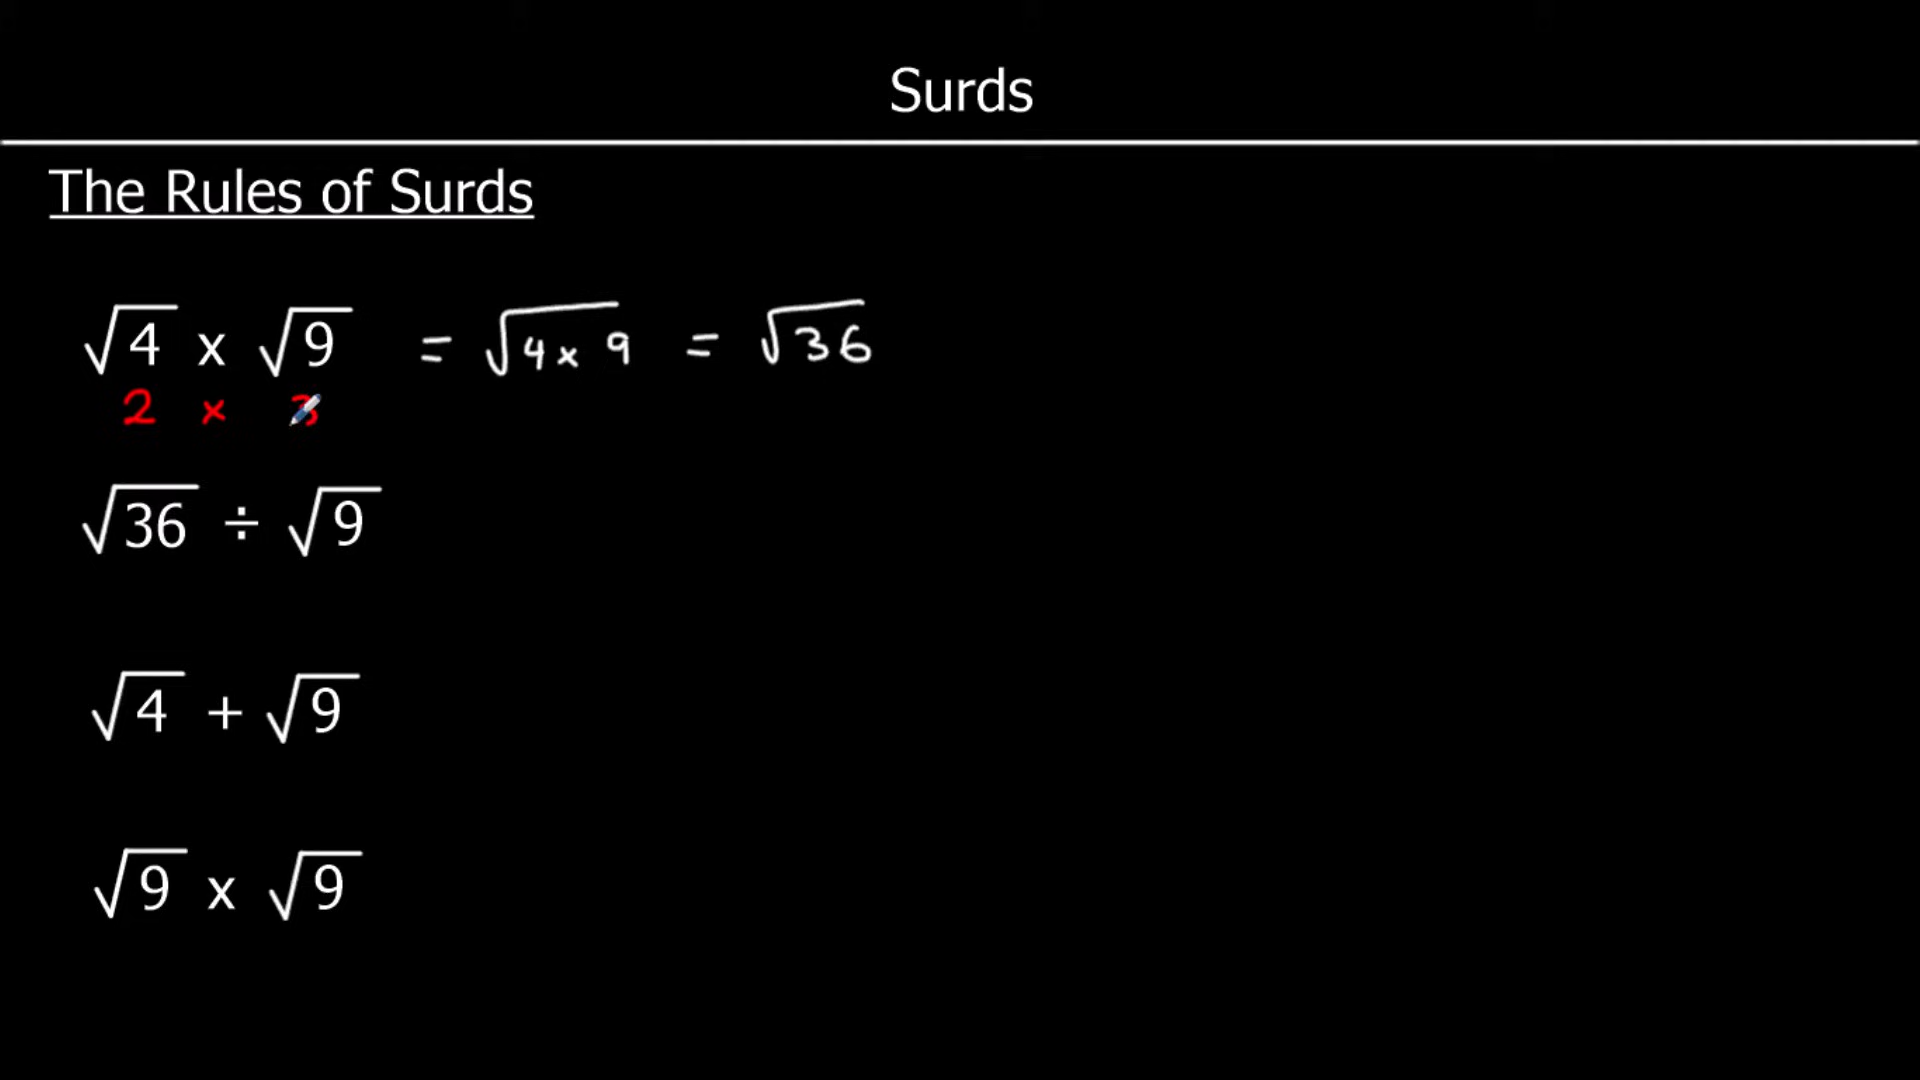 Surds
The Rules of Surds
√4 x √9 = √4 x 9 = √36
2 x 3
√36 ÷ √9
√4 + √9
√9 x √9